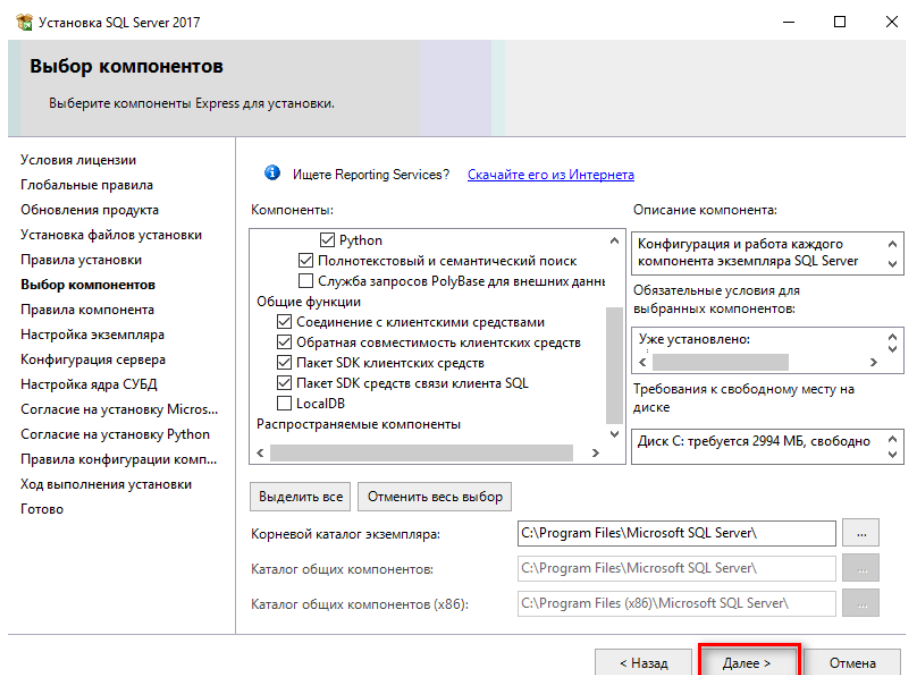 Установка SQL Server 2017
Выбор компонентов
Выберите компоненты Express для установки.
Условия лицензии
Глобальные правила
Обновления продукта
Установка файлов установки
Правила установки
Выбор компонентов
Правила компонента
Настройка экземпляра
Конфигурация сервера
Настройка ядра СУБД
Согласие на установку Micros...
Согласие на установку Python
Правила конфигурации комп...
Ход выполнения установки
Готово
Ищете Reporting Services? Скачайте его из Интернета
Компоненты:
Python
Полнотекстовый и семантический поиск
Служба запросов PolyBase для внешних данн
Общие функции
Соединение с клиентскими средствами
Обратная совместимость клиентских средств
Пакет SDK клиентских средств
Пакет SDK средств связи клиента SQL
LocalDB
Распространяемые компоненты
Описание компонента:
Конфигурация и работа каждого
компонента экземпляра SQL Server
Обязательные условия для
выбранных компонентов:
Уже установлено:
Требования к свободному месту на
диске
Диск C: требуется 2994 МБ, свободно
Выделить все
Отменить весь выбор
Корневой каталог экземпляра:
C:\Program Files\Microsoft SQL Server\
...
Каталог общих компонентов:
C:\Program Files\Microsoft SQL Server\
...
Каталог общих компонентов (x86):
C:\Program Files (x86)\Microsoft SQL Server\
...
< Назад
Далее >
Отмена